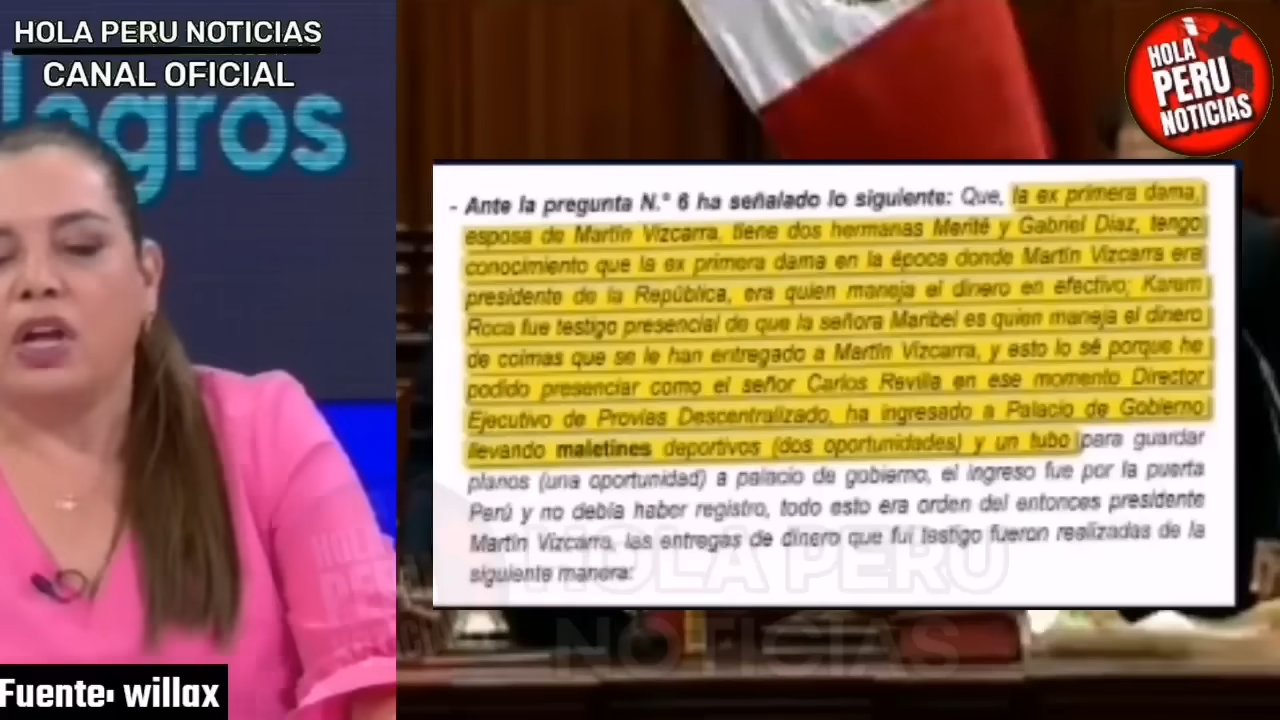 HOLA PERU NOTICIAS
CANAL OFICIAL
lagros
HOLA
PERU
NOTICIAS
- Ante la pregunta N.° 6 ha señalado lo siguiente: Que, la ex primera dama,
esposa de Martín Vizcarra, tiene dos hermanas Merité y Gabriel Diaz, tengo
conocimiento que la ex primera dama en la época donde Martín Vizcarra era
presidente de la República, era quien maneja el dinero en efectivo; Karem
Roca fue testigo presencial de que la señora Maribel es quien maneja el dinero
de coimas que se le han entregado a Martín Vizcarra, y esto lo sé porque he
podido presenciar como el señor Carlos Revilla en ese momento Director
Ejecutivo de Provias Descentralizado, ha ingresado a Palacio de Gobierno
llevando maletines deportivos (dos oportunidades) y un tubo para guardar
planos (una oportunidad) a palacio de gobierno, el ingreso fue por la puerta
Perú y no debía haber registro, todo esto era orden del entonces presidente
Martín Vizcarra, las entregas de dinero que fui testigo fueron realizadas de la
siguiente manera:
HOLA PERU
NOTICIAS
HOLA
PERU
NOTICIAS
Fuente: willax